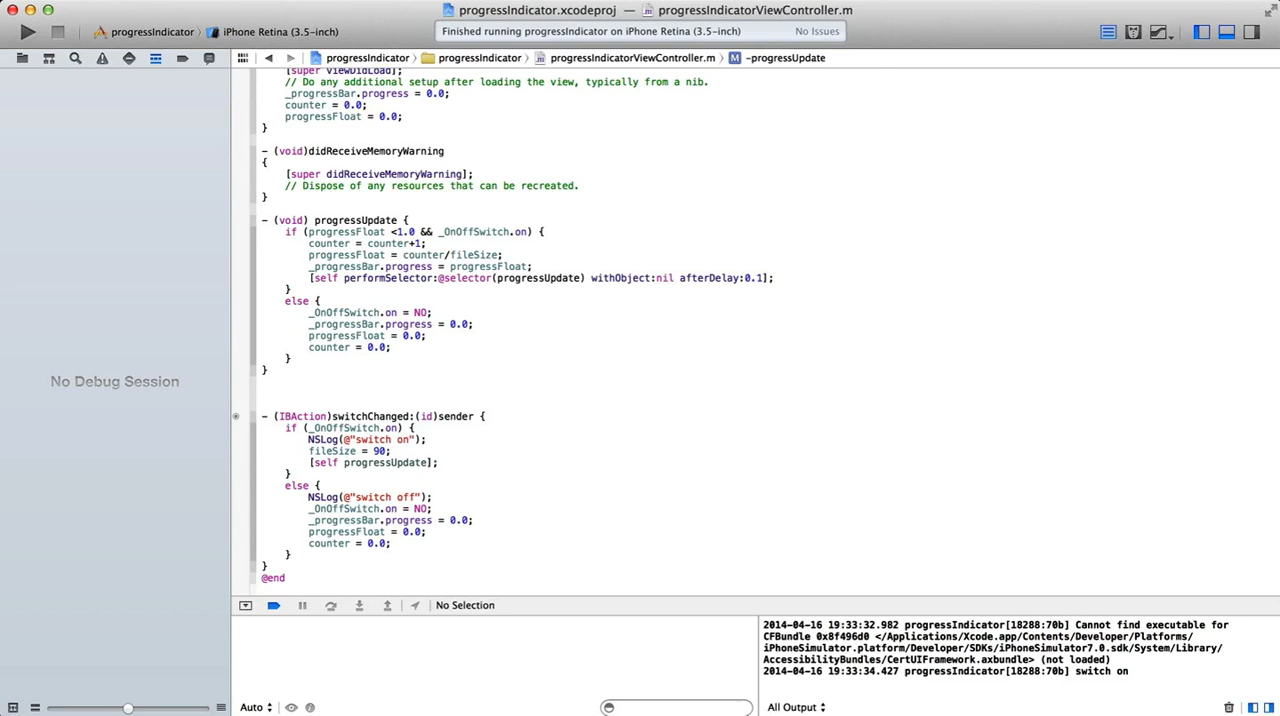 progressIndicator.xcodeproj — progressIndicatorViewController.m
progressIndicator iPhone Retina (3.5-inch)
Finished running progressIndicator on iPhone Retina (3.5-inch) No Issues
progressIndicator progressIndicator progressIndicatorViewController.m M -progressUpdate
[super viewDidLoad];
// Do any additional setup after loading the view, typically from a nib.
_progressBar.progress = 0.0;
counter = 0.0;
progressFloat = 0.0;
}
- (void)didReceiveMemoryWarning
{
[super didReceiveMemoryWarning];
// Dispose of any resources that can be recreated.
}
- (void) progressUpdate {
if (progressFloat <1.0 && _OnOffSwitch.on) {
counter = counter+1;
progressFloat = counter/fileSize;
_progressBar.progress = progressFloat;
[self performSelector:@selector(progressUpdate) withObject:nil afterDelay:0.1];
}
else {
_OnOffSwitch.on = NO;
_progressBar.progress = 0.0;
progressFloat = 0.0;
counter = 0.0;
}
}
No Debug Session
- (IBAction)switchChanged:(id)sender {
if (_OnOffSwitch.on) {
NSLog(@"switch on");
fileSize = 90;
[self progressUpdate];
}
else {
NSLog(@"switch off");
_OnOffSwitch.on = NO;
_progressBar.progress = 0.0;
progressFloat = 0.0;
counter = 0.0;
}
}
@end
No Selection
2014-04-16 19:33:32.982 progressIndicator[18288:70b] Cannot find executable for
CFBundle 0x8f496d0 </Applications/Xcode.app/Contents/Developer/Platforms/
iPhoneSimulator.platform/Developer/SDKs/iPhoneSimulator7.0.sdk/System/Library/
AccessibilityBundles/CertUIFramework.axbundle> (not loaded)
2014-04-16 19:33:34.427 progressIndicator[18288:70b] switch on
Auto
All Output